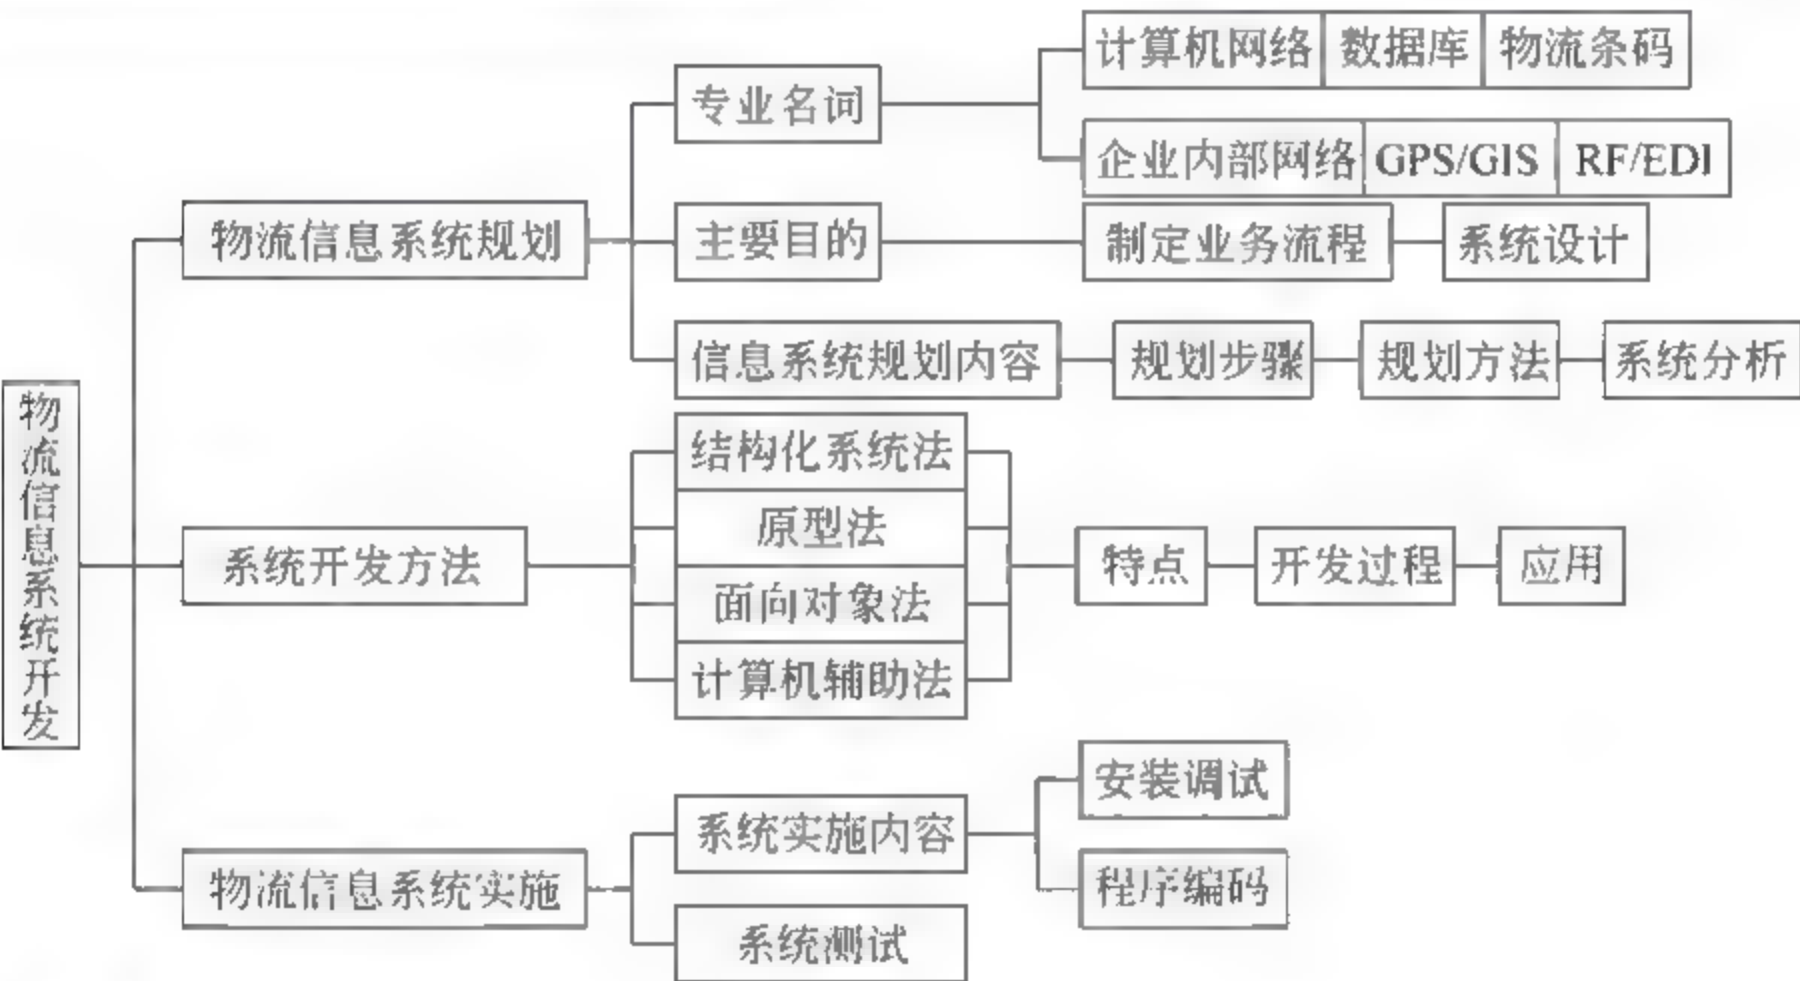 物流信息系统开发
物流信息系统规划
专业名词
计算机网络 数据库 物流条码
企业内部网络 GPS/GIS RF/EDI
主要目的 制定业务流程 系统设计
信息系统规划内容 规划步骤 规划方法 系统分析
系统开发方法
结构化系统法
原型法
面向对象法
计算机辅助法
特点 开发过程 应用
物流信息系统实施
系统实施内容
安装调试
程序编码
系统测试